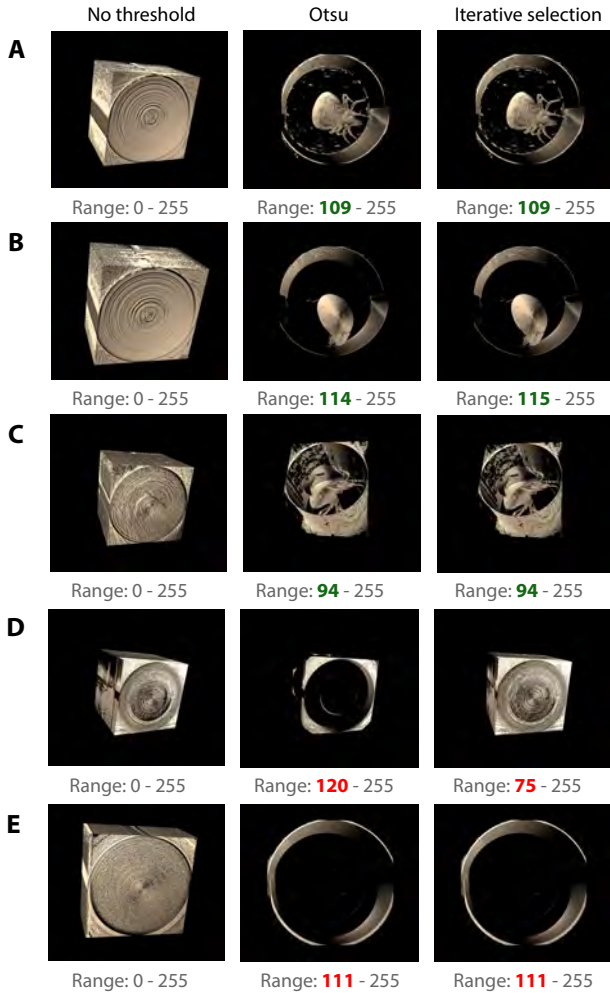 No threshold Otsu Iterative selection
A
Range: 0 - 255 Range: 109 - 255 Range: 109 - 255
B
Range: 0 - 255 Range: 114 - 255 Range: 115 - 255
C
Range: 0 - 255 Range: 94 - 255 Range: 94 - 255
D
Range: 0 - 255 Range: 120 - 255 Range: 75 - 255
E
Range: 0 - 255 Range: 111 - 255 Range: 111 - 255